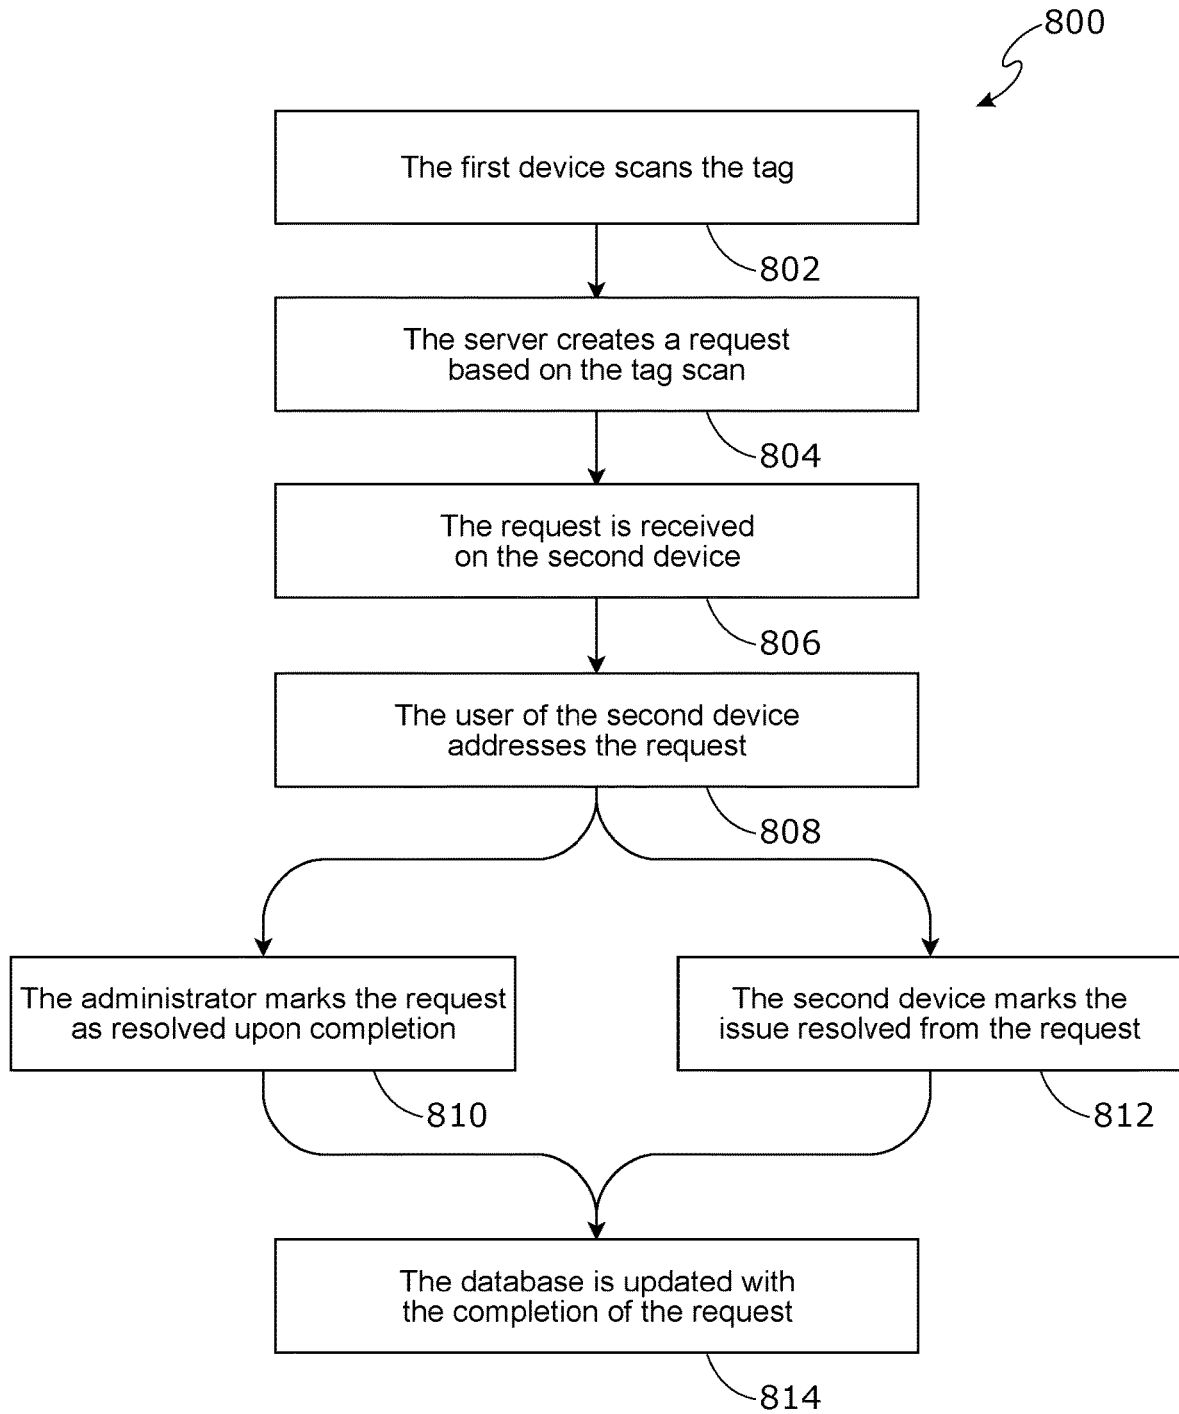 800
The first device scans the tag
802
The server creates a request
based on the tag scan
804
The request is received
on the second device
806
The user of the second device
addresses the request
808
The administrator marks the request
as resolved upon completion
810
The second device marks the
issue resolved from the request
812
The database is updated with
the completion of the request
814